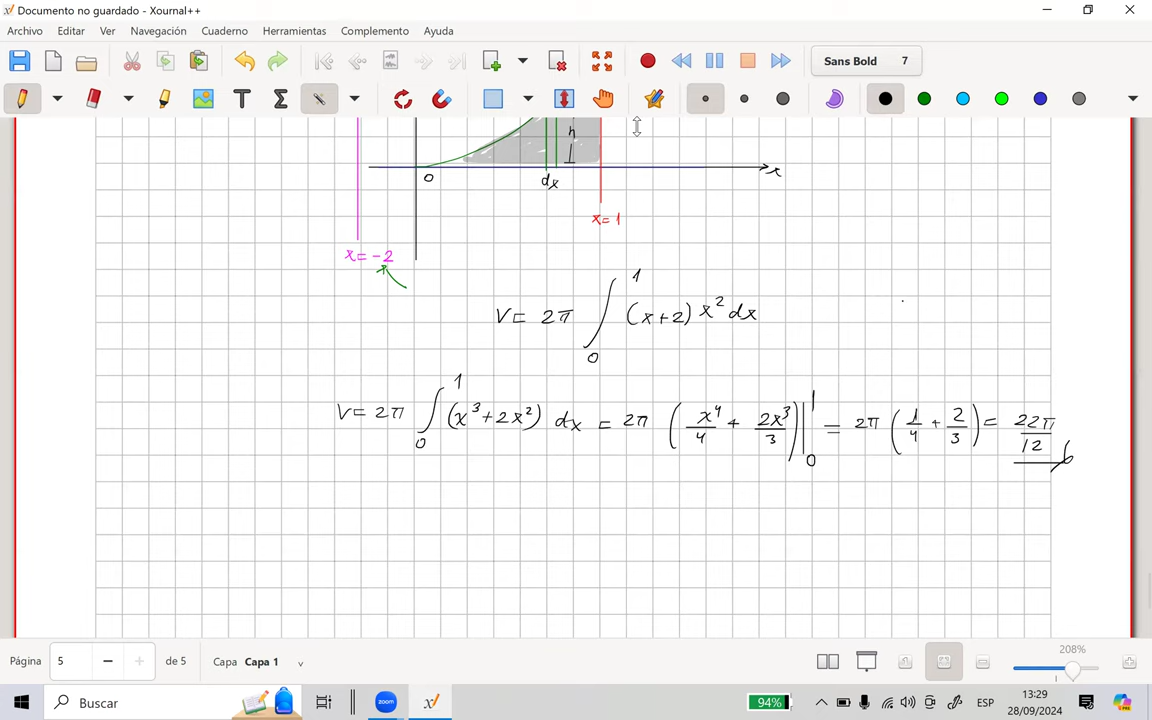 Documento no guardado - Xournal++
Archivo Editar Ver Navegación Cuaderno Herramientas Complemento Ayuda
Sans Bold 7
h
0 dx x
x=1
x=-2
V= 2π ∫₀¹ (x+2) x² dx
V= 2π ∫₀¹ (x³+2x²) dx = 2π (x⁴/4 + 2x³/3)|₀¹ = 2π (1/4 + 2/3) = 22π/12
Página 5 de 5 Capa Capa 1 208%
Buscar zoom 94% ESP 13:29
28/09/2024